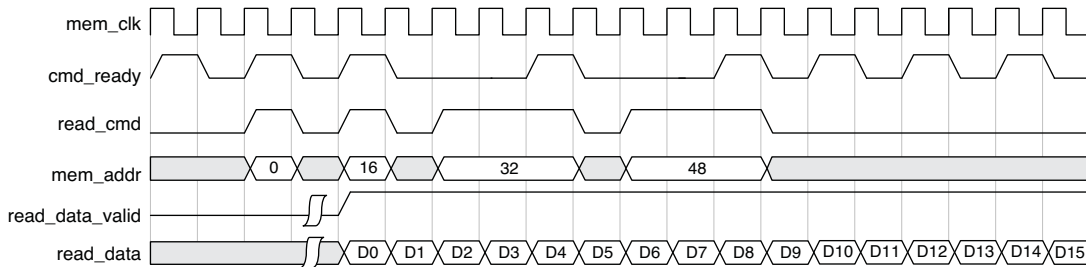 mem_clk
cmd_ready
read_cmd
mem_addr 0 16 32 48
read_data_valid
read_data D0 D1 D2 D3 D4 D5 D6 D7 D8 D9 D10 D11 D12 D13 D14 D15